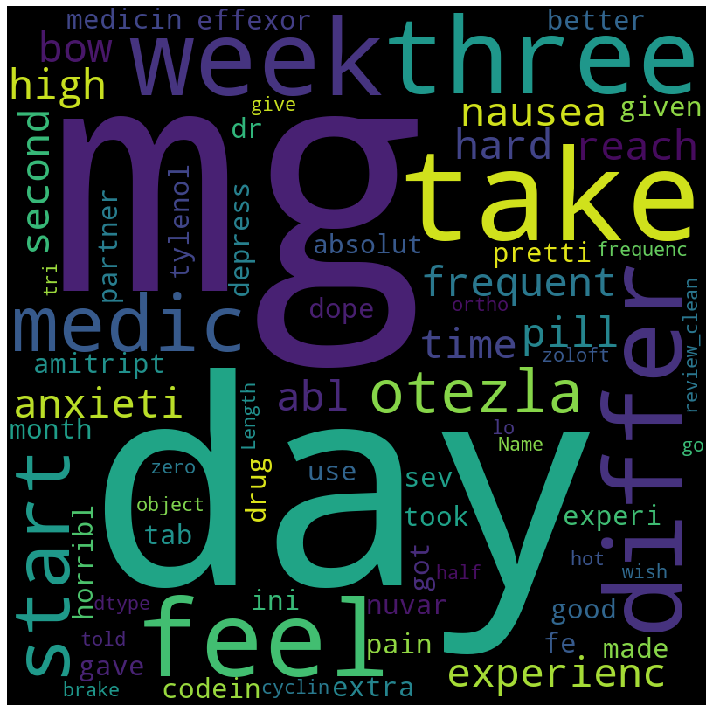 medicin effexor better
bow week three
high give nausea given
second mg dr hard reach
take
partner tylenol depress absolut pretti frequenc
tri frequent
medic dope ortho differ review_clean
time pill
amitript zoloft
anxieti abl otezla
month Length lo Name go
start day
zero drug use sev
object
tab took experi
horribl got hot
dtype ini nuvar half good wish
told feel
gave pain fe made
brake codein cyclin extra experienc